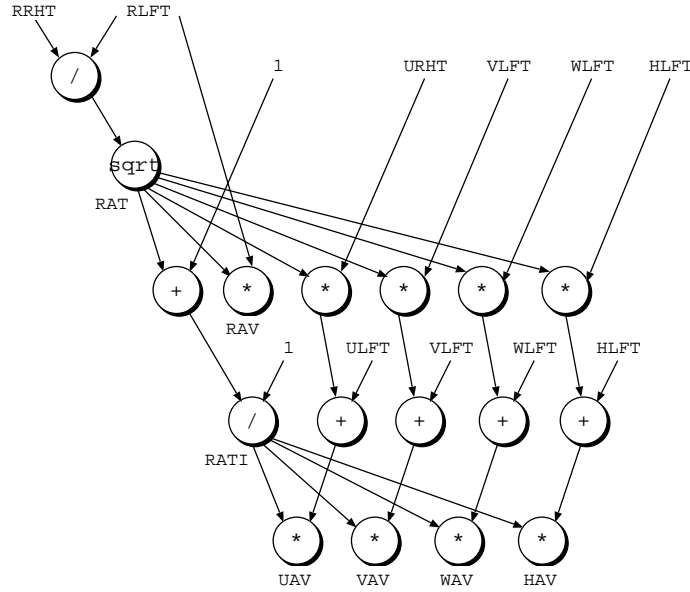 RRHT RLFT
/
1 URHT VLFT WLFT HLFT
sqrt
RAT
+ * * * * *
RAV
1 ULFT VLFT WLFT HLFT
/ + + + +
RATI
* * * *
UAV VAV WAV HAV